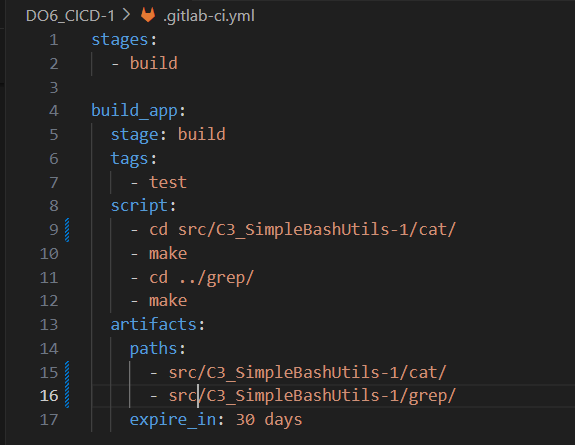 DO6_CICD-1 > .gitlab-ci.yml
1 stages:
2   - build
3
4 build_app:
5   stage: build
6   tags:
7     - test
8   script:
9     - cd src/C3_SimpleBashUtils-1/cat/
10     - make
11     - cd ../grep/
12     - make
13   artifacts:
14     paths:
15       - src/C3_SimpleBashUtils-1/cat/
16       - src/C3_SimpleBashUtils-1/grep/
17     expire_in: 30 days